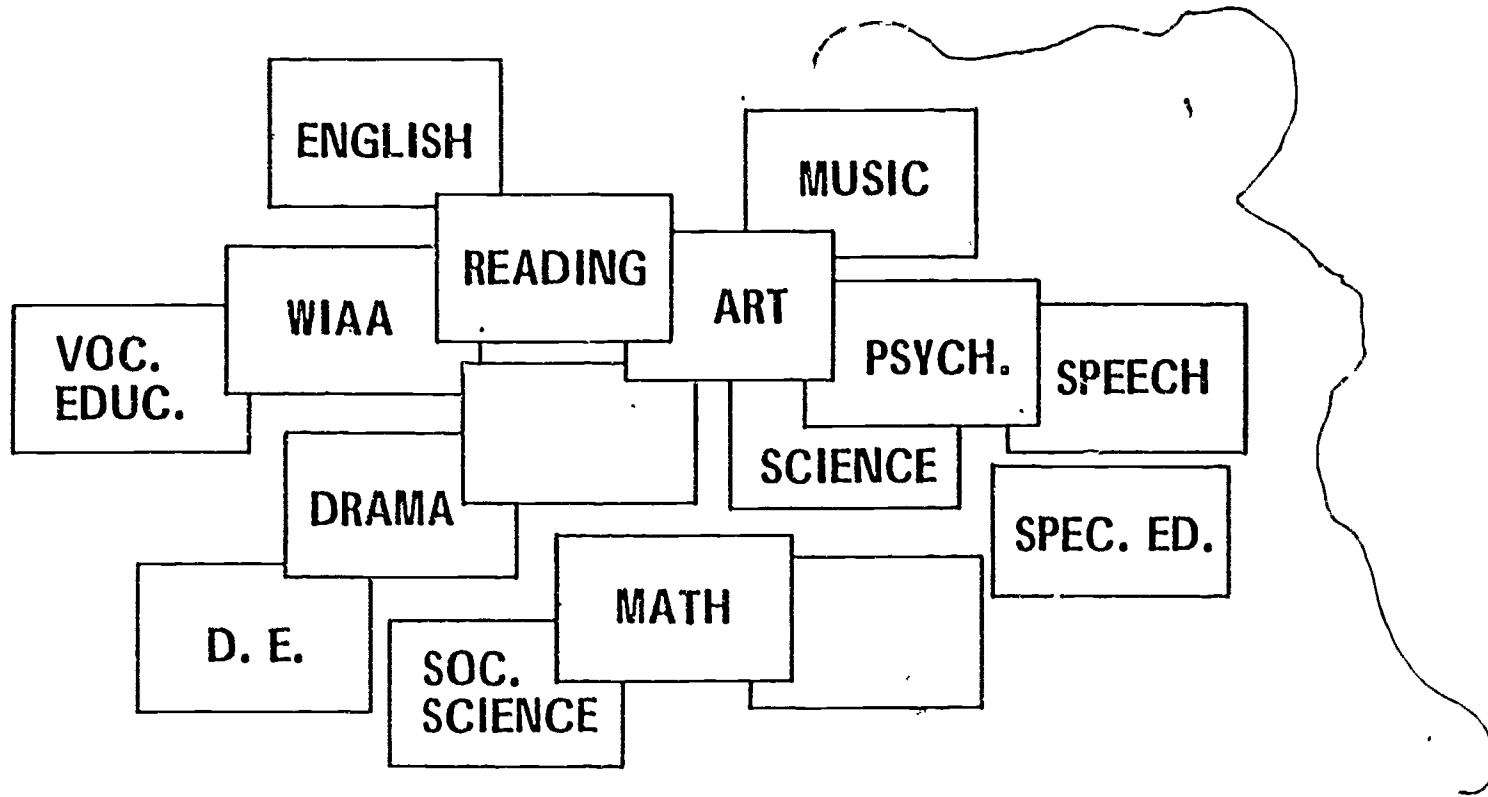 ENGLISH
MUSIC
READING
WIAA
ART
VOC.
EDUC.
PSYCH.
SPEECH
SCIENCE
DRAMA
SPEC. ED.
MATH
D. E.
SOC.
SCIENCE